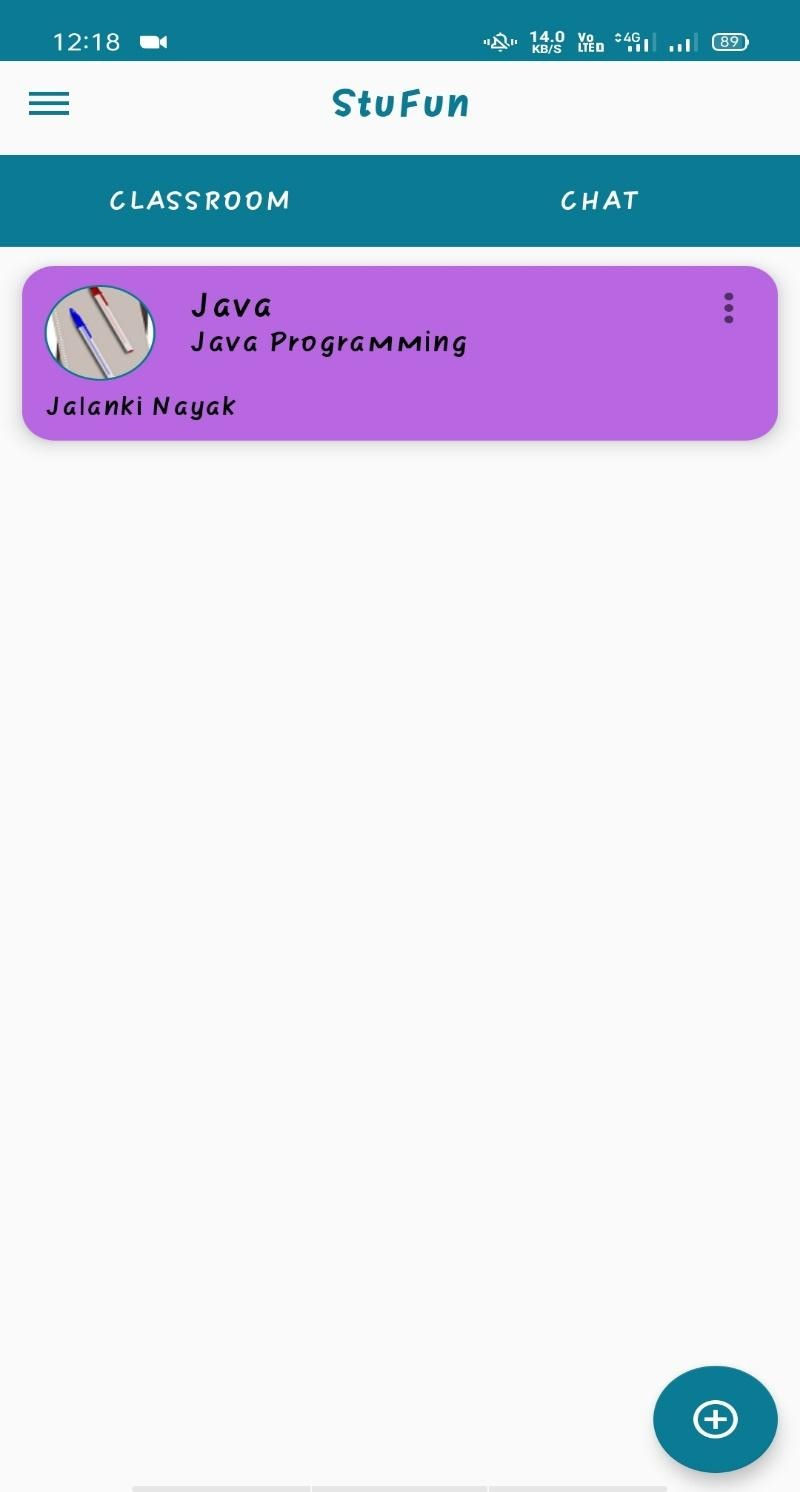 12:18 14.0 KB/S Vo LTE 4G 89
StuFun
CLASSROOM CHAT
Java
Java Programming
Jalanki Nayak